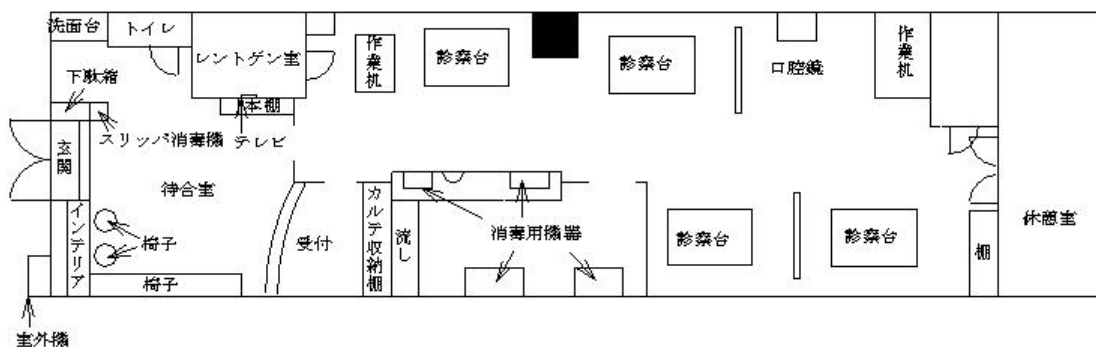 洗面台
トイレ
レントゲン室
作業机
診察台
診察台
口腔鏡
作業机
下駄箱
本棚
スリッパ消毒機
テレビ
玄関
待合室
インテリア
椅子
椅子
受付
カルテ収納棚
流し
消毒用機器
診察台
診察台
棚
休憩室
室外機